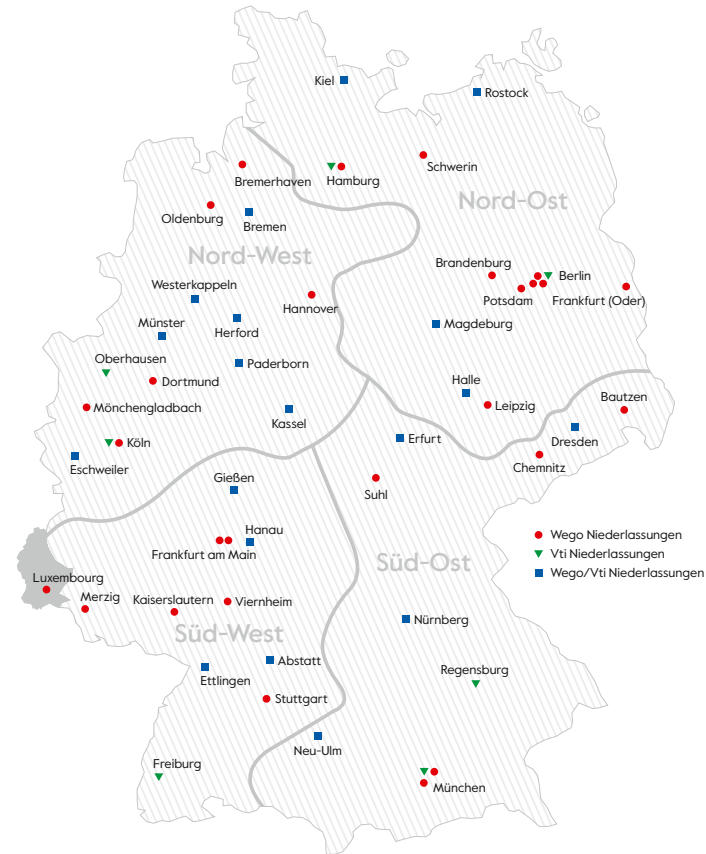 Kiel
Rostock
Schwerin
Bremerhaven
Hamburg
Nord-Ost
Oldenburg
Bremen
Nord-West
Brandenburg
Berlin
Westerkappeln
Potsdam
Frankfurt (Oder)
Hannover
Münster
Herford
Magdeburg
Oberhausen
Paderborn
Dortmund
Halle
Bautzen
Mönchengladbach
Leipzig
Kassel
Köln
Erfurt
Dresden
Eschweiler
Chemnitz
Gießen
Suhl
Hanau
Wego Niederlassungen
Frankfurt am Main
Vti Niederlassungen
Süd-Ost
Wego/Vti Niederlassungen
Luxembourg
Merzig
Kaiserslautern
Viernheim
Nürnberg
Süd-West
Abstatt
Regensburg
Ettlingen
Stuttgart
Neu-Ulm
Freiburg
München